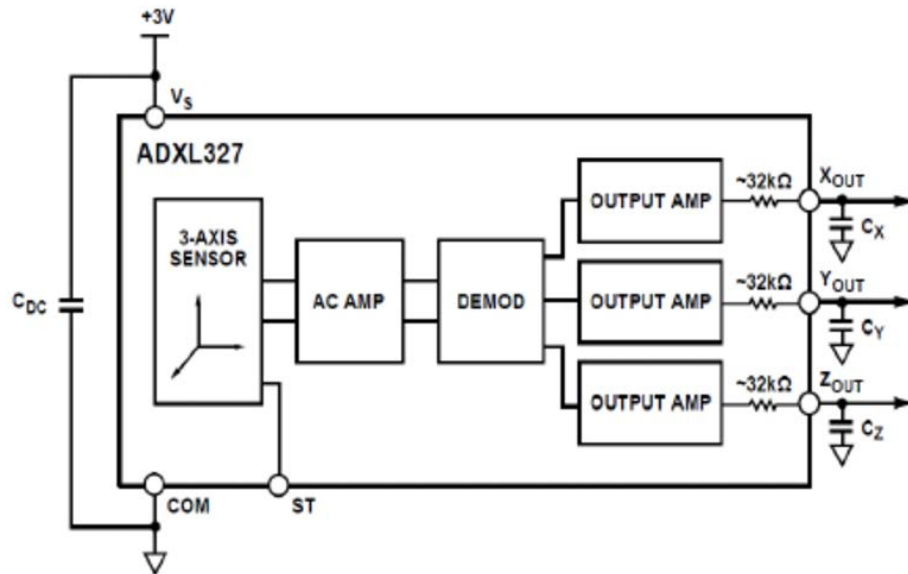 +3V
VS
ADXL327
3-AXIS
SENSOR
AC AMP
DEMOD
OUTPUT AMP
~32kΩ
XOUT
CX
OUTPUT AMP
~32kΩ
YOUT
CY
OUTPUT AMP
~32kΩ
ZOUT
CZ
CDC
COM
ST